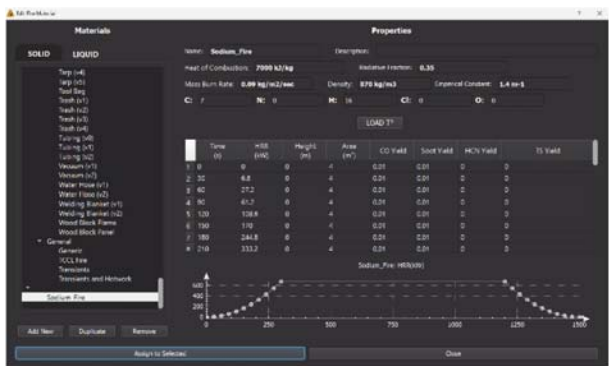 Edit Fire Material
Materials
SOLID LIQUID
Tarp (v4)
Tarp (v5)
Tool Bag
Trash (v1)
Trash (v2)
Trash (v3)
Trash (v4)
Tubing (v0)
Tubing (v1)
Tubing (v2)
Vacuum (v1)
Vacuum (v2)
Water Hose (v1)
Water Hose (v2)
Welding Blanket (v1)
Welding Blanket (v2)
Wood Block Flame
Wood Block Panel
General
Generic
TCCL fire
Transients
Transients and Hotwork
Sodium Fire
Add New Duplicate Remove
Assign to Selected
Properties
Name: Sodium_Fire Description:
Heat of Combustion: 7000 kJ/kg Radiative Fraction: 0.35
Mass Burn Rate: 0.09 kg/m2/sec Density: 870 kg/m3 Empirical Constant: 1.4 m-1
C: 7 N: 0 H: 16 Cl: 0 O: 0
LOAD T²
Time (s) HRR (kW) Height (m) Area (m²) CO Yield Soot Yield HCN Yield TS Yield
1 0 0 0 4 0.01 0.01 0 0
2 30 6.8 0 4 0.01 0.01 0 0
3 60 27.2 0 4 0.01 0.01 0 0
4 90 61.2 0 4 0.01 0.01 0 0
5 120 108.8 0 4 0.01 0.01 0 0
6 150 170 0 4 0.01 0.01 0 0
7 180 244.8 0 4 0.01 0.01 0 0
8 210 333.2 0 4 0.01 0.01 0 0
Sodium_Fire: HRR(kW)
600
400
200
0
0 250 500 750 1000 1250 1500
Close